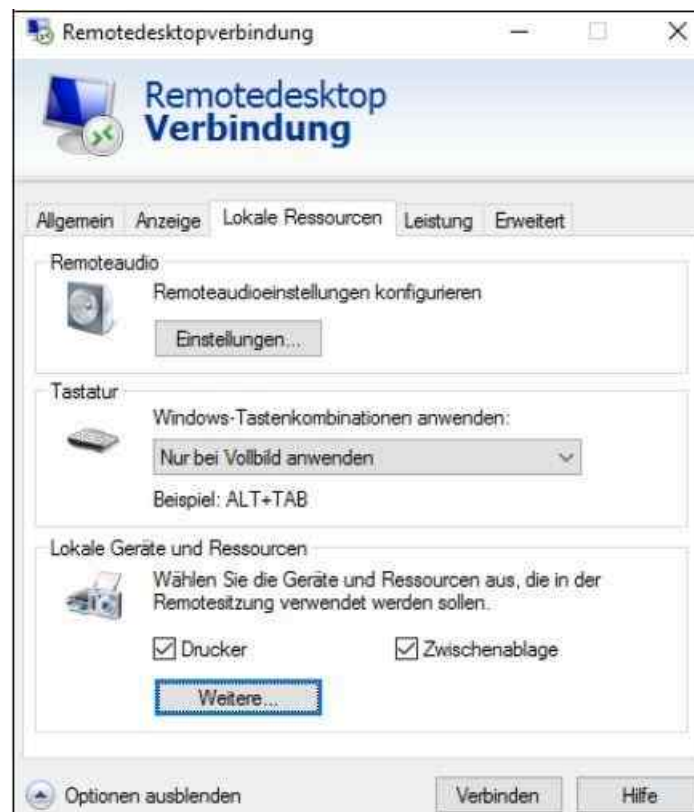 Remotedesktopverbindung
Remotedesktop
Verbindung
Allgemein Anzeige Lokale Ressourcen Leistung Erweitert
Remoteaudio
Remoteaudioeinstellungen konfigurieren
Einstellungen...
Tastatur
Windows-Tastenkombinationen anwenden:
Nur bei Vollbild anwenden
Beispiel: ALT+TAB
Lokale Geräte und Ressourcen
Wählen Sie die Geräte und Ressourcen aus, die in der
Remotesitzung verwendet werden sollen.
Drucker Zwischenablage
Weitere...
Optionen ausblenden Verbinden Hilfe